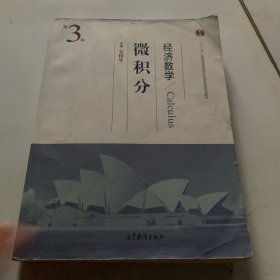 第3版
经济数学 / Calculus
微积分
主编 吴传生
高等教育出版社